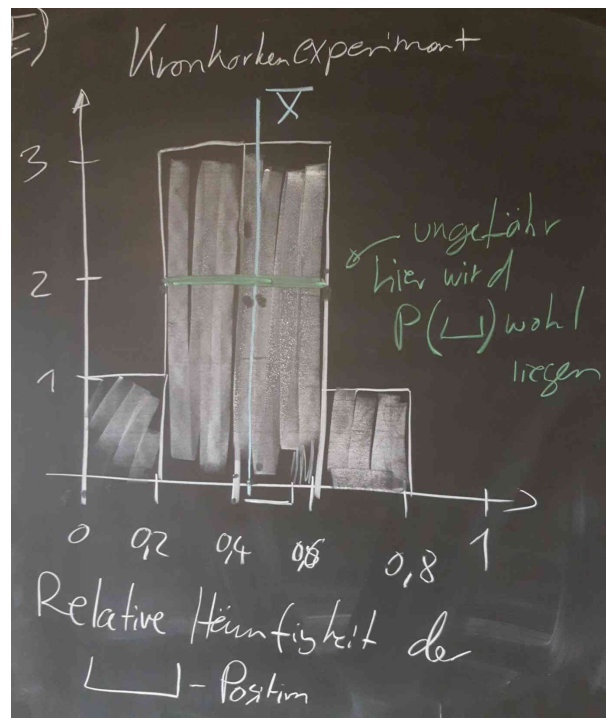 E)
Kronkorkenexperiment
X̅
3
2
1
ungefähr
hier wird
P(⌴) wohl
liegen
0 0,2 0,4 0,6 0,8 1
Relative Häufigkeit der
⌴ - Position